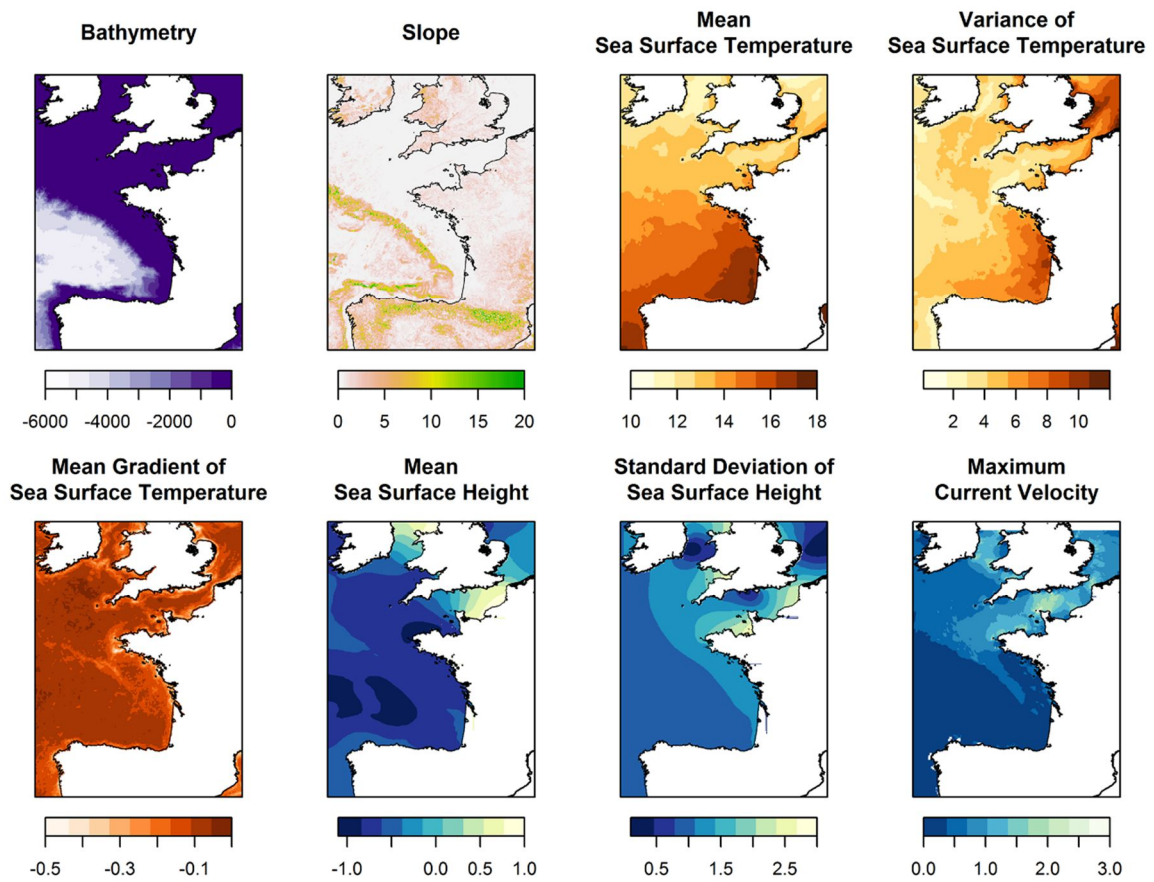 Bathymetry
Slope
Mean
Sea Surface Temperature
Variance of
Sea Surface Temperature
-6000 -4000 -2000 0
0 5 10 15 20
10 12 14 16 18
2 4 6 8 10
Mean Gradient of
Sea Surface Temperature
Mean
Sea Surface Height
Standard Deviation of
Sea Surface Height
Maximum
Current Velocity
-0.5 -0.3 -0.1
-1.0 0.0 0.5 1.0
0.5 1.5 2.5
0.0 1.0 2.0 3.0